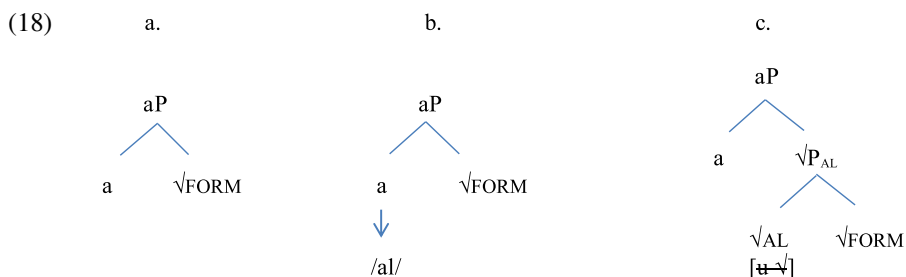 (18) a. b. c.
aP aP aP
a √FORM a √FORM a √P_AL
/al/ √AL √FORM
[u √]